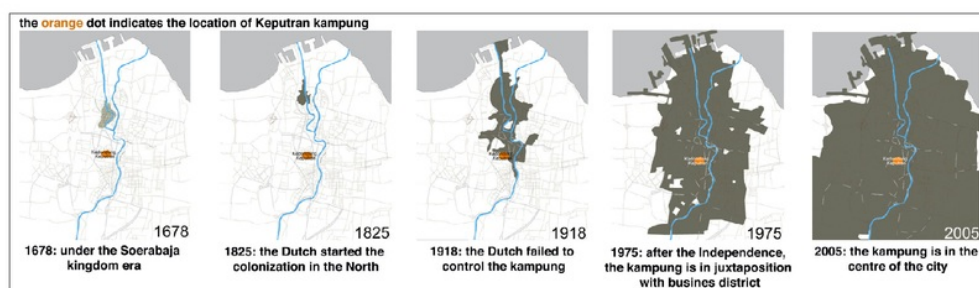 the orange dot indicates the location of Keputran kampung
1678
1825
1918
1975
2005
1678: under the Soerabaja
kingdom era
1825: the Dutch started the
colonization in the North
1918: the Dutch failed to
control the kampung
1975: after the Independence,
the kampung is in juxtaposition
with busines district
2005: the kampung is in the
centre of the city